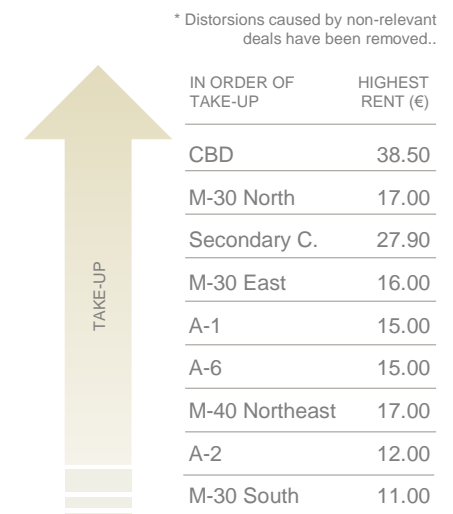 * Distorsions caused by non-relevant
deals have been removed..
IN ORDER OF TAKE-UP HIGHEST RENT (€)
CBD 38.50
M-30 North 17.00
Secondary C. 27.90
M-30 East 16.00
A-1 15.00
A-6 15.00
M-40 Northeast 17.00
A-2 12.00
M-30 South 11.00
TAKE-UP